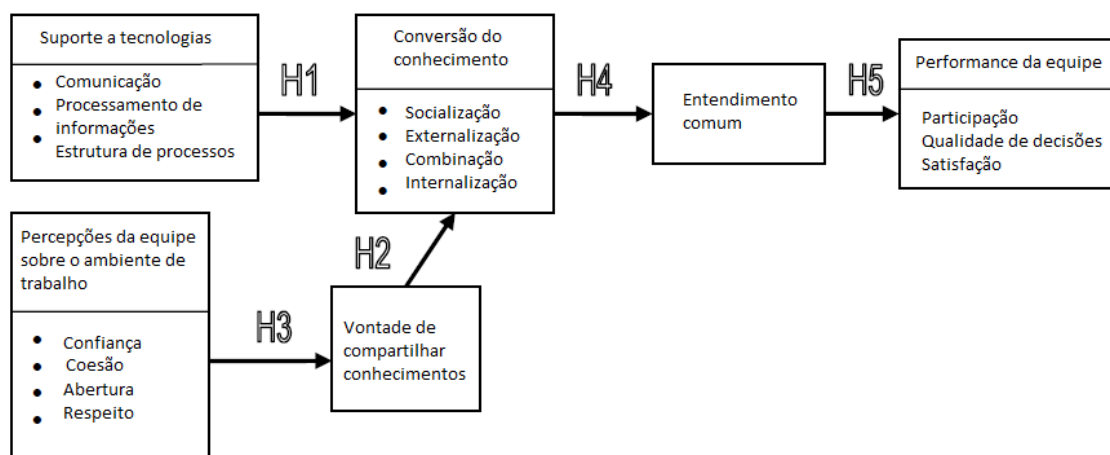 Suporte a tecnologias
Comunicação
Processamento de
informações
Estrutura de processos
H1
Conversão do
conhecimento
Socialização
Externalização
Combinação
Internalização
H4
Entendimento
comum
H5
Performance da equipe
Participação
Qualidade de decisões
Satisfação
Percepções da equipe
sobre o ambiente de
trabalho
Confiança
Coesão
Abertura
Respeito
H3
Vontade de
compartilhar
conhecimentos
H2